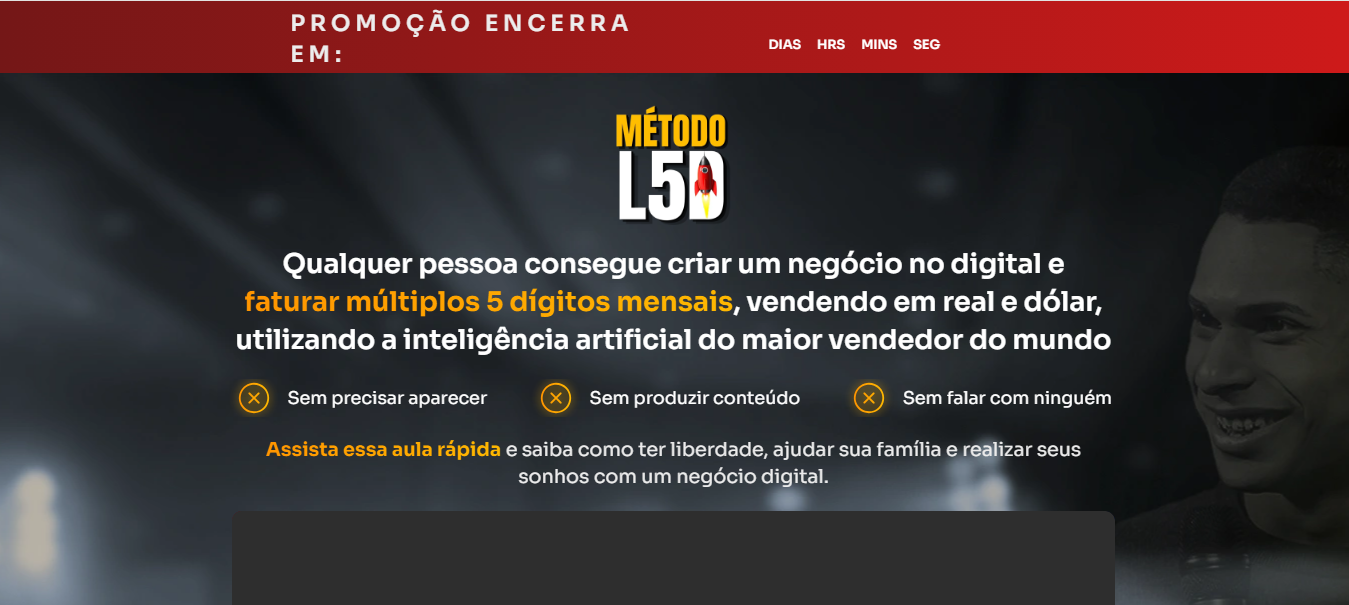 PROMOÇÃO ENCERRA
EM:
DIAS HRS MINS SEG
MÉTODO
L5D
Qualquer pessoa consegue criar um negócio no digital e
faturar múltiplos 5 dígitos mensais, vendendo em real e dólar,
utilizando a inteligência artificial do maior vendedor do mundo
Sem precisar aparecer Sem produzir conteúdo Sem falar com ninguém
Assista essa aula rápida e saiba como ter liberdade, ajudar sua família e realizar seus
sonhos com um negócio digital.